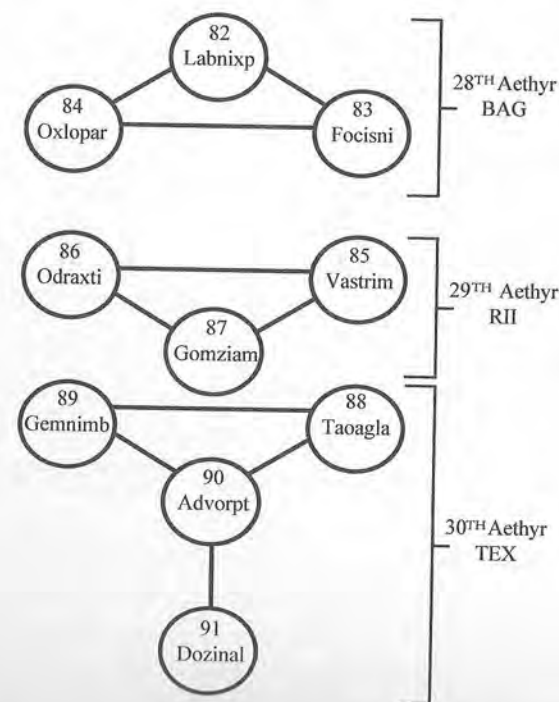 82
Labnixp
84
Oxlopar
83
Focisni
28TH Aethyr
BAG
86
Odraxti
85
Vastrim
87
Gomziam
29TH Aethyr
RII
89
Gemnimb
88
Taoagla
90
Advorpt
91
Dozinal
30TH Aethyr
TEX